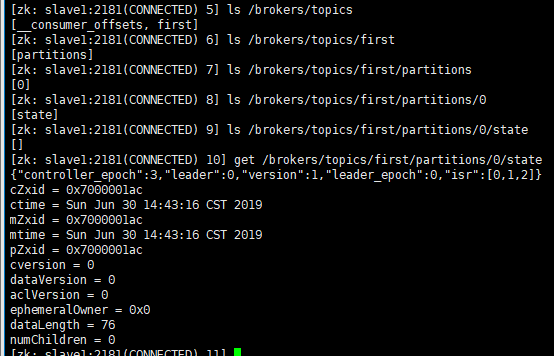 [zk: slave1:2181(CONNECTED) 5] ls /brokers/topics
[__consumer_offsets, first]
[zk: slave1:2181(CONNECTED) 6] ls /brokers/topics/first
[partitions]
[zk: slave1:2181(CONNECTED) 7] ls /brokers/topics/first/partitions
[0]
[zk: slave1:2181(CONNECTED) 8] ls /brokers/topics/first/partitions/0
[state]
[zk: slave1:2181(CONNECTED) 9] ls /brokers/topics/first/partitions/0/state
[]
[zk: slave1:2181(CONNECTED) 10] get /brokers/topics/first/partitions/0/state
{"controller_epoch":3,"leader":0,"version":1,"leader_epoch":0,"isr":[0,1,2]}
cZxid = 0x7000001ac
ctime = Sun Jun 30 14:43:16 CST 2019
mZxid = 0x7000001ac
mtime = Sun Jun 30 14:43:16 CST 2019
pZxid = 0x7000001ac
cversion = 0
dataVersion = 0
aclVersion = 0
ephemeralOwner = 0x0
dataLength = 76
numChildren = 0
[zk: slave1:2181(CONNECTED) 11]